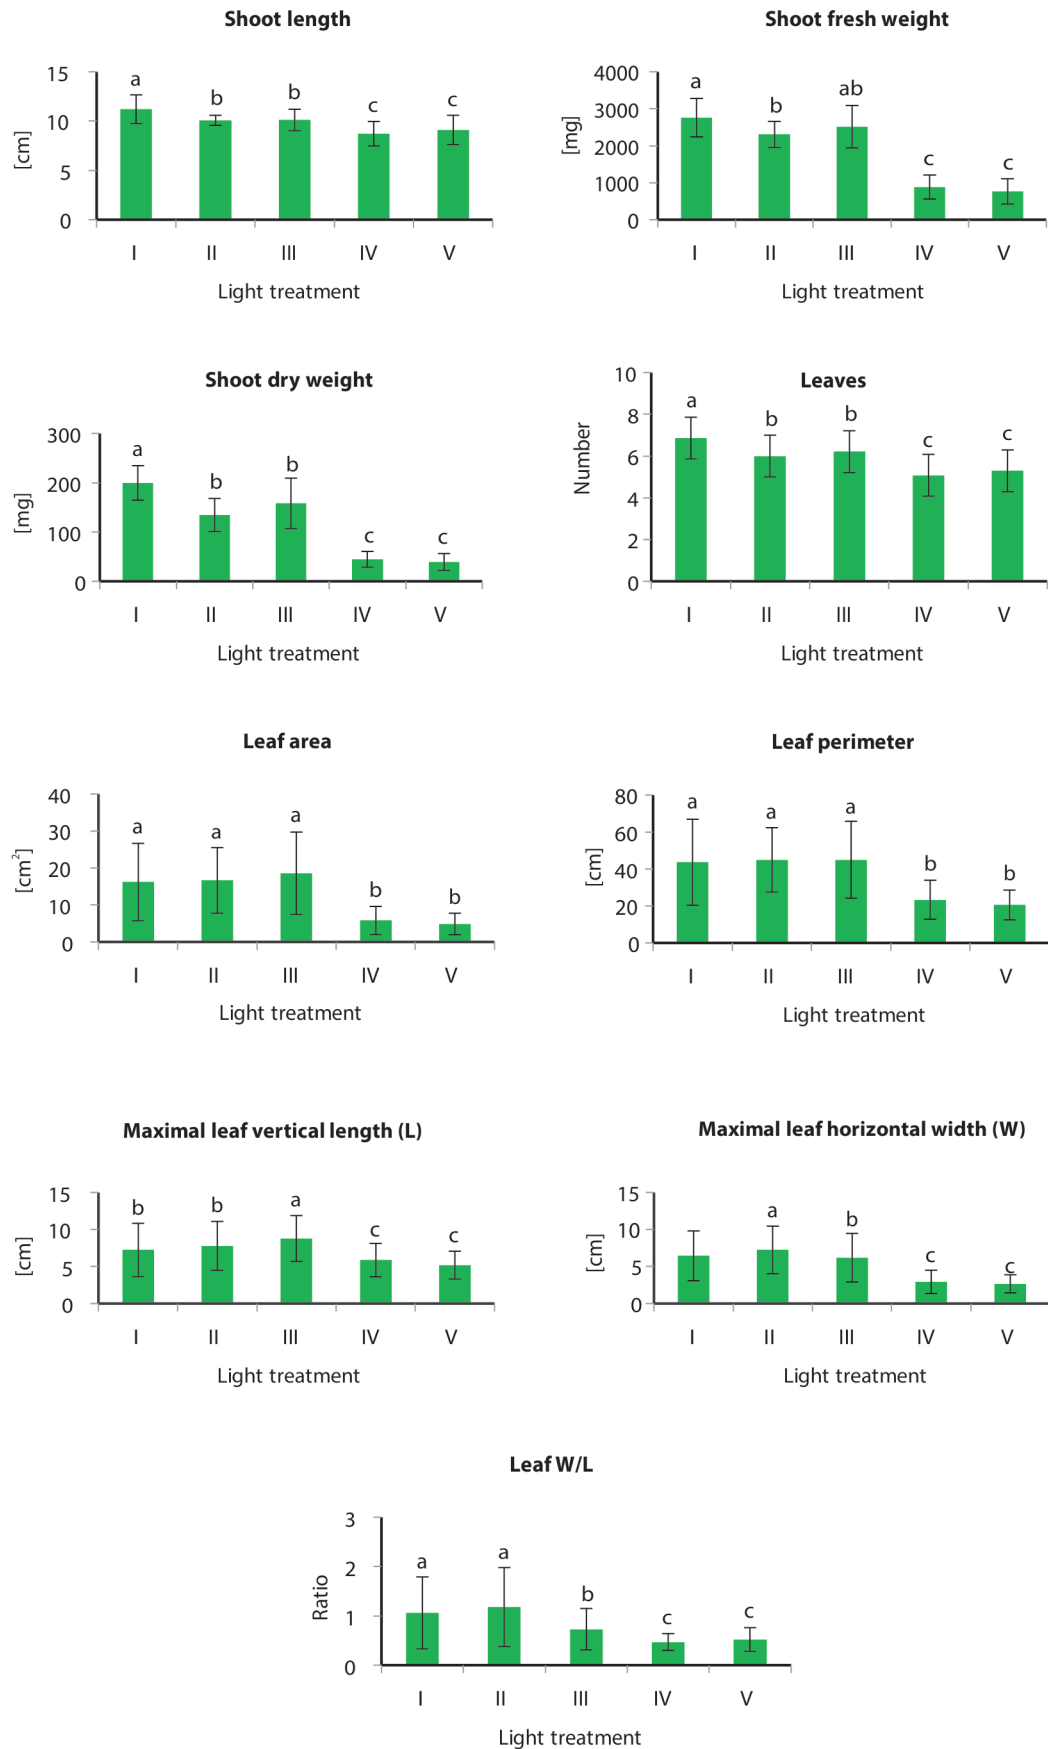 Shoot length
15
10
5
0
[cm]
a
b
b
c
c
I II III IV V
Light treatment
Shoot fresh weight
4000
3000
2000
1000
0
[mg]
a
b
ab
c
c
I II III IV V
Light treatment
Shoot dry weight
300
200
100
0
[mg]
a
b
b
c
c
I II III IV V
Light treatment
Leaves
10
8
6
4
2
0
Number
a
b
b
c
c
I II III IV V
Light treatment
Leaf area
40
30
20
10
0
[cm²]
a
a
a
b
b
I II III IV V
Light treatment
Leaf perimeter
80
60
40
20
0
[cm]
a
a
a
b
b
I II III IV V
Light treatment
Maximal leaf vertical length (L)
15
10
5
0
[cm]
b
b
a
c
c
I II III IV V
Light treatment
Maximal leaf horizontal width (W)
15
10
5
0
[cm]
a
b
c
c
I II III IV V
Light treatment
Leaf W/L
3
2
1
0
Ratio
a
a
b
c
c
I II III IV V
Light treatment